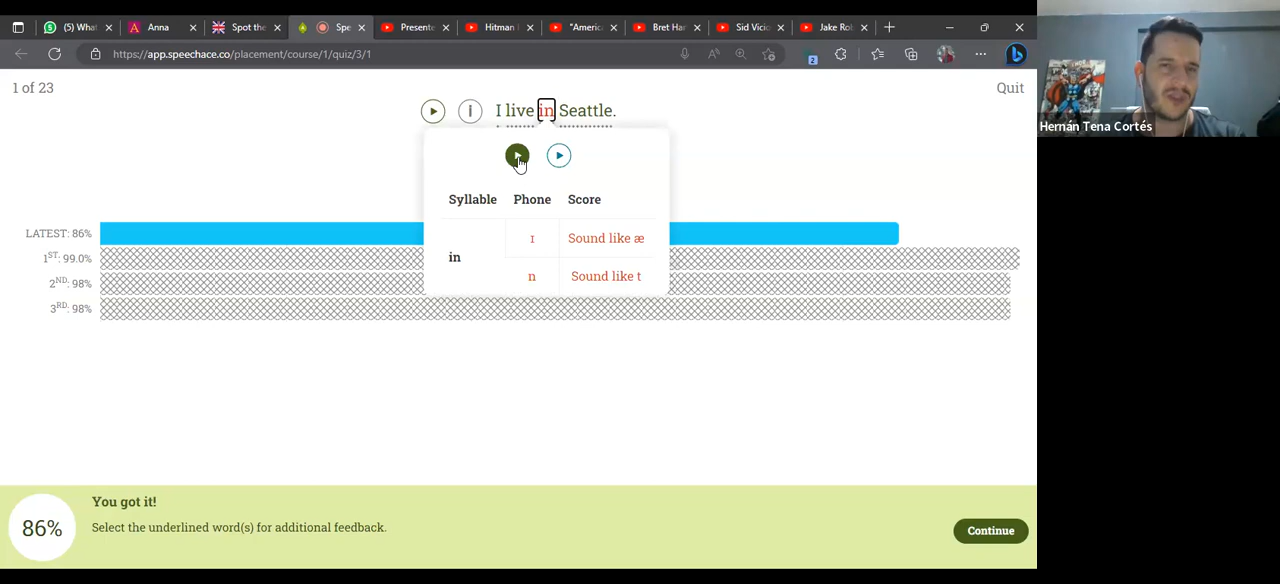 (5) What
Anna
Spot the
Spe
Presente
Hitman
"Americ
Bret Har
Sid Vicio
Jake Rol
https://app.speechace.co/placement/course/1/quiz/3/1
2
1 of 23
Quit
I live in Seattle.
Hernán Tena Cortés
Syllable Phone Score
in
ɪ Sound like æ
n Sound like t
LATEST: 86%
1ST: 99.0%
2ND: 98%
3RD: 98%
You got it!
86%
Select the underlined word(s) for additional feedback.
Continue